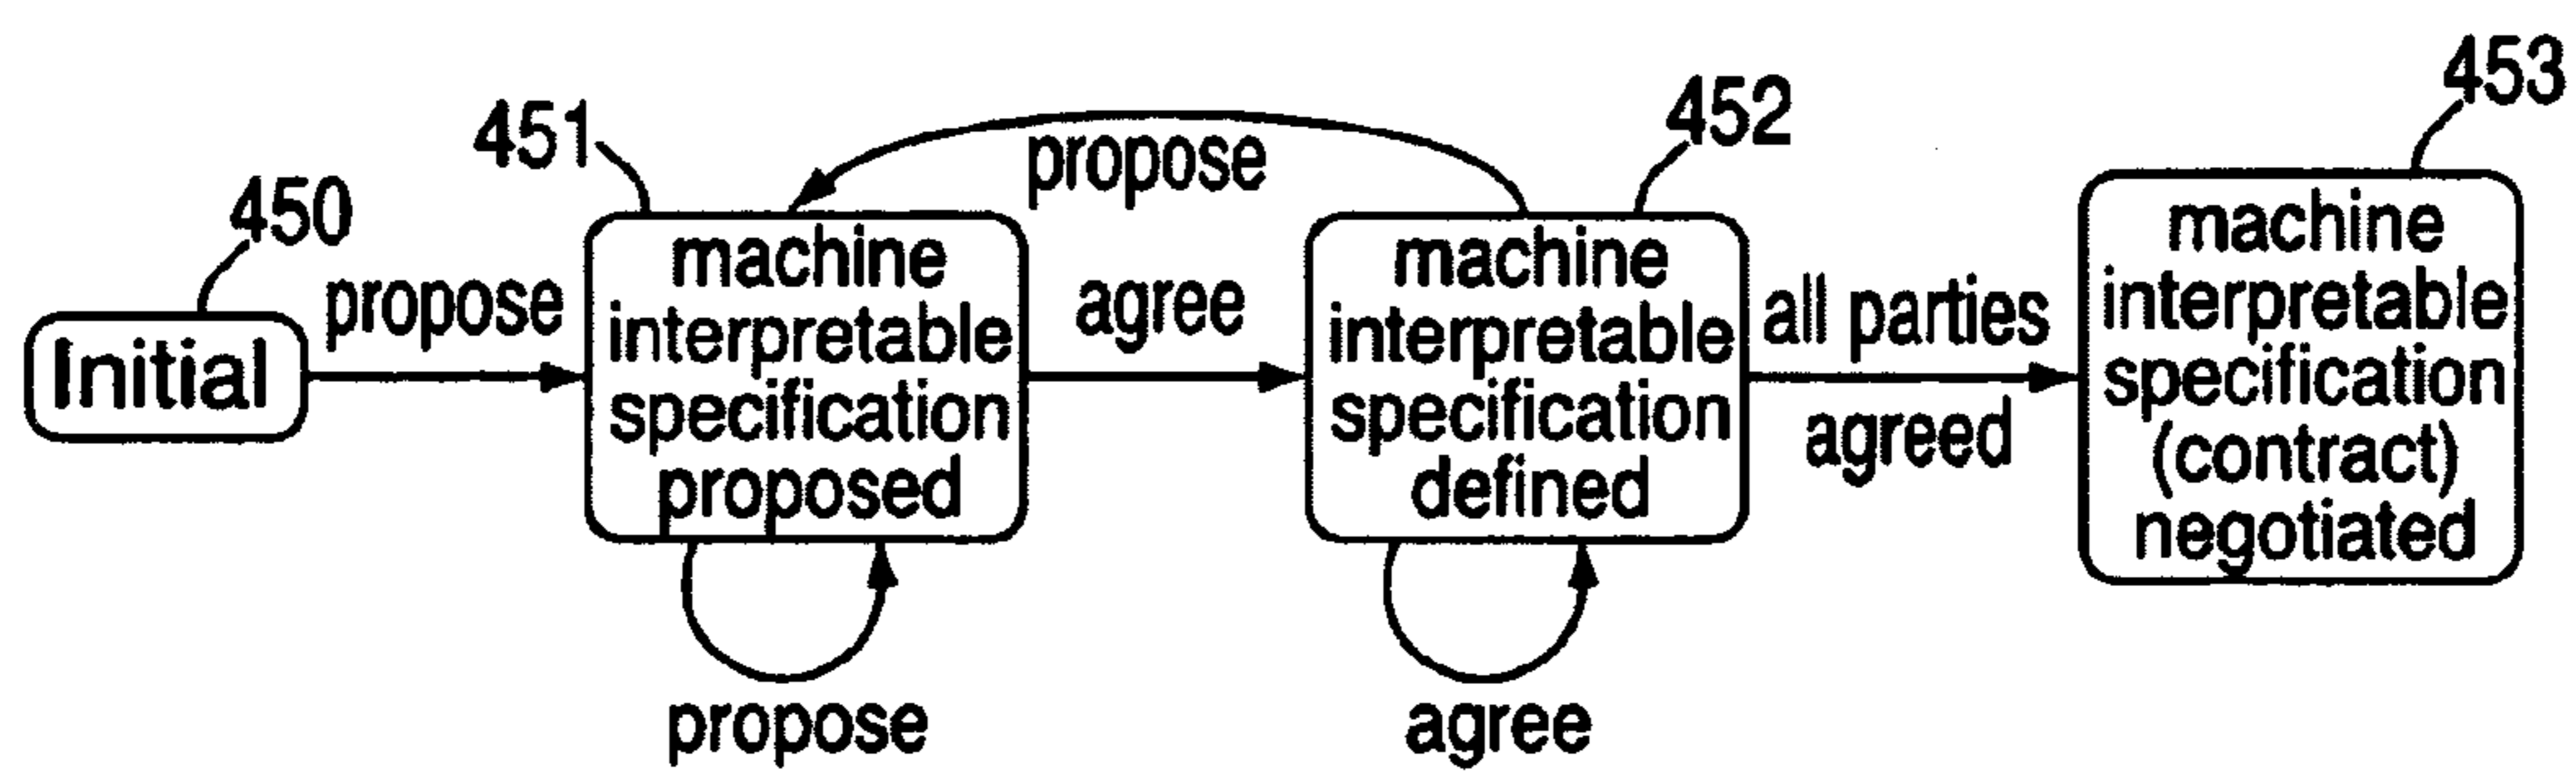 450
Initial
propose
451
machine
interpretable
specification
proposed
propose
propose
agree
452
machine
interpretable
specification
defined
agree
all parties
agreed
453
machine
interpretable
specification
(contract)
negotiated